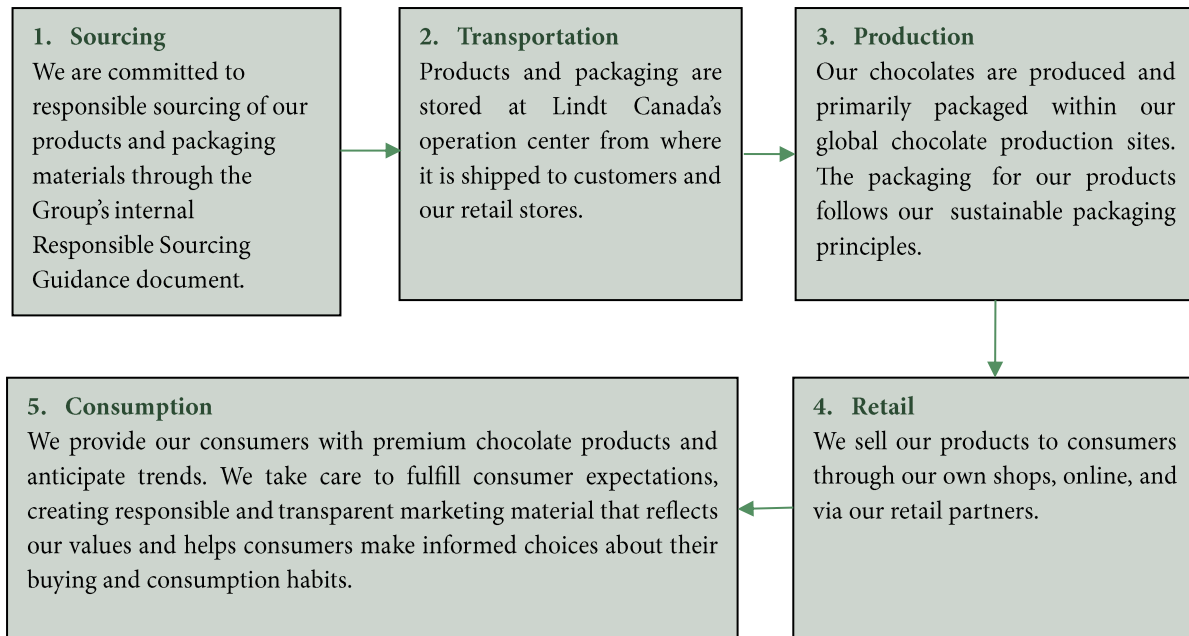 1. Sourcing
We are committed to
responsible sourcing of our
products and packaging
materials through the
Group’s internal
Responsible Sourcing
Guidance document.
2. Transportation
Products and packaging are
stored at Lindt Canada’s
operation center from where
it is shipped to customers and
our retail stores.
3. Production
Our chocolates are produced and
primarily packaged within our
global chocolate production sites.
The packaging for our products
follows our sustainable packaging
principles.
4. Retail
We sell our products to consumers
through our own shops, online, and
via our retail partners.
5. Consumption
We provide our consumers with premium chocolate products and
anticipate trends. We take care to fulfill consumer expectations,
creating responsible and transparent marketing material that reflects
our values and helps consumers make informed choices about their
buying and consumption habits.